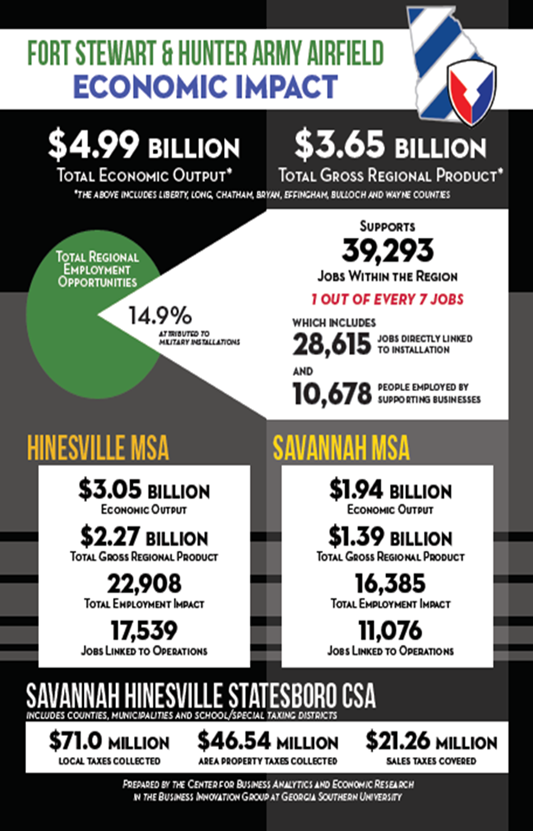 FORT STEWART & HUNTER ARMY AIRFIELD
ECONOMIC IMPACT
$4.99 BILLION
TOTAL ECONOMIC OUTPUT*
$3.65 BILLION
TOTAL GROSS REGIONAL PRODUCT*
*THE ABOVE INCLUDES LIBERTY, LONG, CHATHAM, BRYAN, EFFINGHAM, BULLOCH AND WAYNE COUNTIES
TOTAL REGIONAL
EMPLOYMENT
OPPORTUNITIES
14.9%
ATTRIBUTED TO
MILITARY INSTALLATIONS
SUPPORTS
39,293
JOBS WITHIN THE REGION
1 OUT OF EVERY 7 JOBS
WHICH INCLUDES
28,615 JOBS DIRECTLY LINKED
TO INSTALLATION
AND
10,678 PEOPLE EMPLOYED BY
SUPPORTING BUSINESSES
HINESVILLE MSA
$3.05 BILLION
ECONOMIC OUTPUT
$2.27 BILLION
TOTAL GROSS REGIONAL PRODUCT
22,908
TOTAL EMPLOYMENT IMPACT
17,539
JOBS LINKED TO OPERATIONS
SAVANNAH MSA
$1.94 BILLION
ECONOMIC OUTPUT
$1.39 BILLION
TOTAL GROSS REGIONAL PRODUCT
16,385
TOTAL EMPLOYMENT IMPACT
11,076
JOBS LINKED TO OPERATIONS
SAVANNAH HINESVILLE STATESBORO CSA
INCLUDES COUNTIES, MUNICIPALITIES AND SCHOOL/SPECIAL TAXING DISTRICTS
$71.0 MILLION
LOCAL TAXES COLLECTED
$46.54 MILLION
AREA PROPERTY TAXES COLLECTED
$21.26 MILLION
SALES TAXES COVERED
PREPARED BY THE CENTER FOR BUSINESS ANALYTICS AND ECONOMIC RESEARCH
IN THE BUSINESS INNOVATION GROUP AT GEORGIA SOUTHERN UNIVERSITY